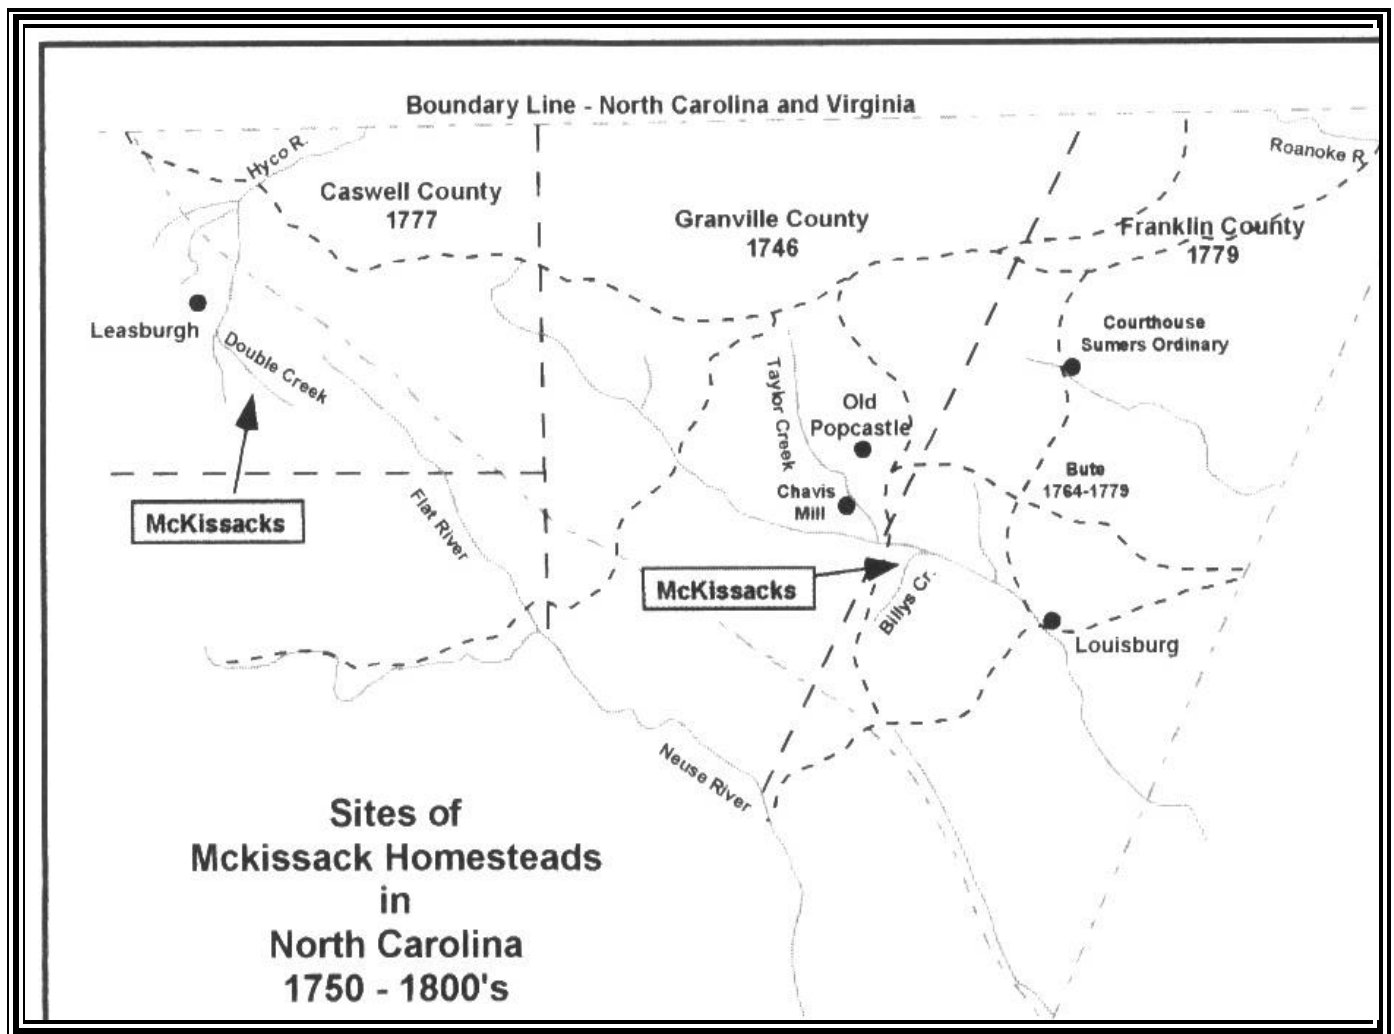 Boundary Line - North Carolina and Virginia
Hyco R.
Roanoke R
Caswell County
1777
Granville County
1746
Franklin County
1779
Leasburgh
Double Creek
Courthouse
Sumers Ordinary
Taylor Creek
Old
Popcastle
Chavis
Mill
Bute
1764-1779
McKissacks
Flat River
McKissacks
Billys Cr.
Louisburg
Neuse River
Sites of
Mckissack Homesteads
in
North Carolina
1750 - 1800's